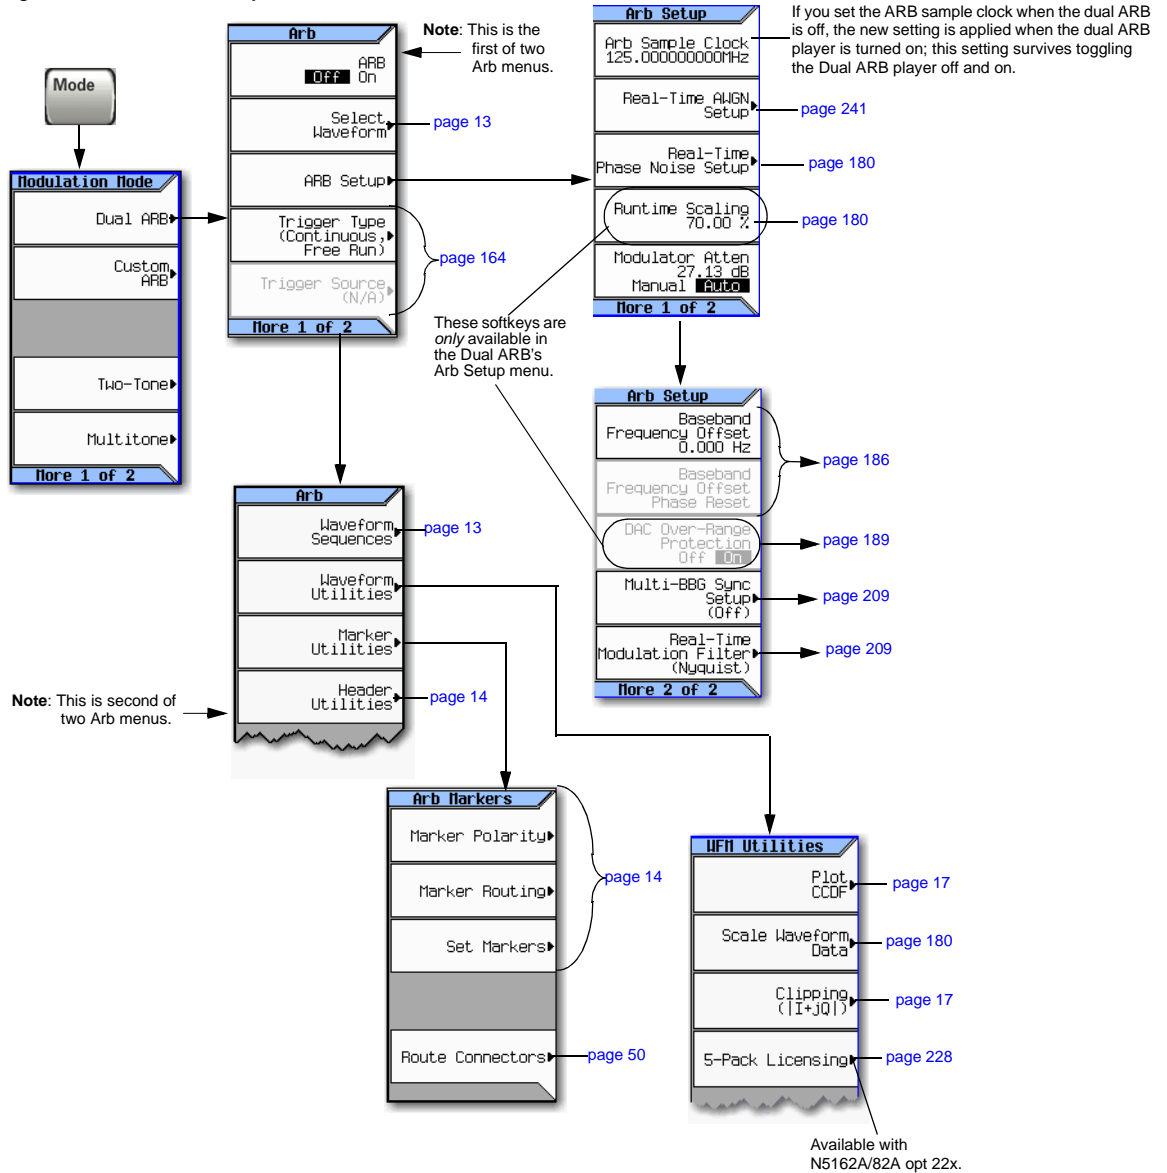 Mode
Modulation Mode
Dual ARB
Custom
ARB
Two-Tone
Multitone
More 1 of 2
Arb
ARB
Off On
Select
Waveform
ARB Setup
Trigger Type
(Continuous,
Free Run)
Trigger Source
(N/A)
More 1 of 2
Note: This is the
first of two
Arb menus.
page 13
page 164
Arb Setup
Arb Sample Clock
125.000000000MHz
Real-Time AWGN
Setup
Real-Time
Phase Noise Setup
Runtime Scaling
70.00 %
Modulator Atten
27.13 dB
Manual Auto
More 1 of 2
If you set the ARB sample clock when the dual ARB
is off, the new setting is applied when the dual ARB
player is turned on; this setting survives toggling
the Dual ARB player off and on.
page 241
page 180
page 180
These softkeys are
only available in
the Dual ARB's
Arb Setup menu.
Arb Setup
Baseband
Frequency Offset
0.000 Hz
Baseband
Frequency Offset
Phase Reset
DAC Over-Range
Protection
Off On
Multi-BBG Sync
Setup
(Off)
Real-Time
Modulation Filter
(Nyquist)
More 2 of 2
page 186
page 189
page 209
page 209
Arb
Waveform
Sequences
Waveform
Utilities
Marker
Utilities
Header
Utilities
page 13
page 14
Note: This is second of
two Arb menus.
Arb Markers
Marker Polarity
Marker Routing
Set Markers
Route Connectors
page 14
page 50
WFM Utilities
Plot
CCDF
Scale Waveform
Data
Clipping
(|I+jQ|)
5-Pack Licensing
page 17
page 180
page 17
page 228
Available with
N5162A/82A opt 22x.